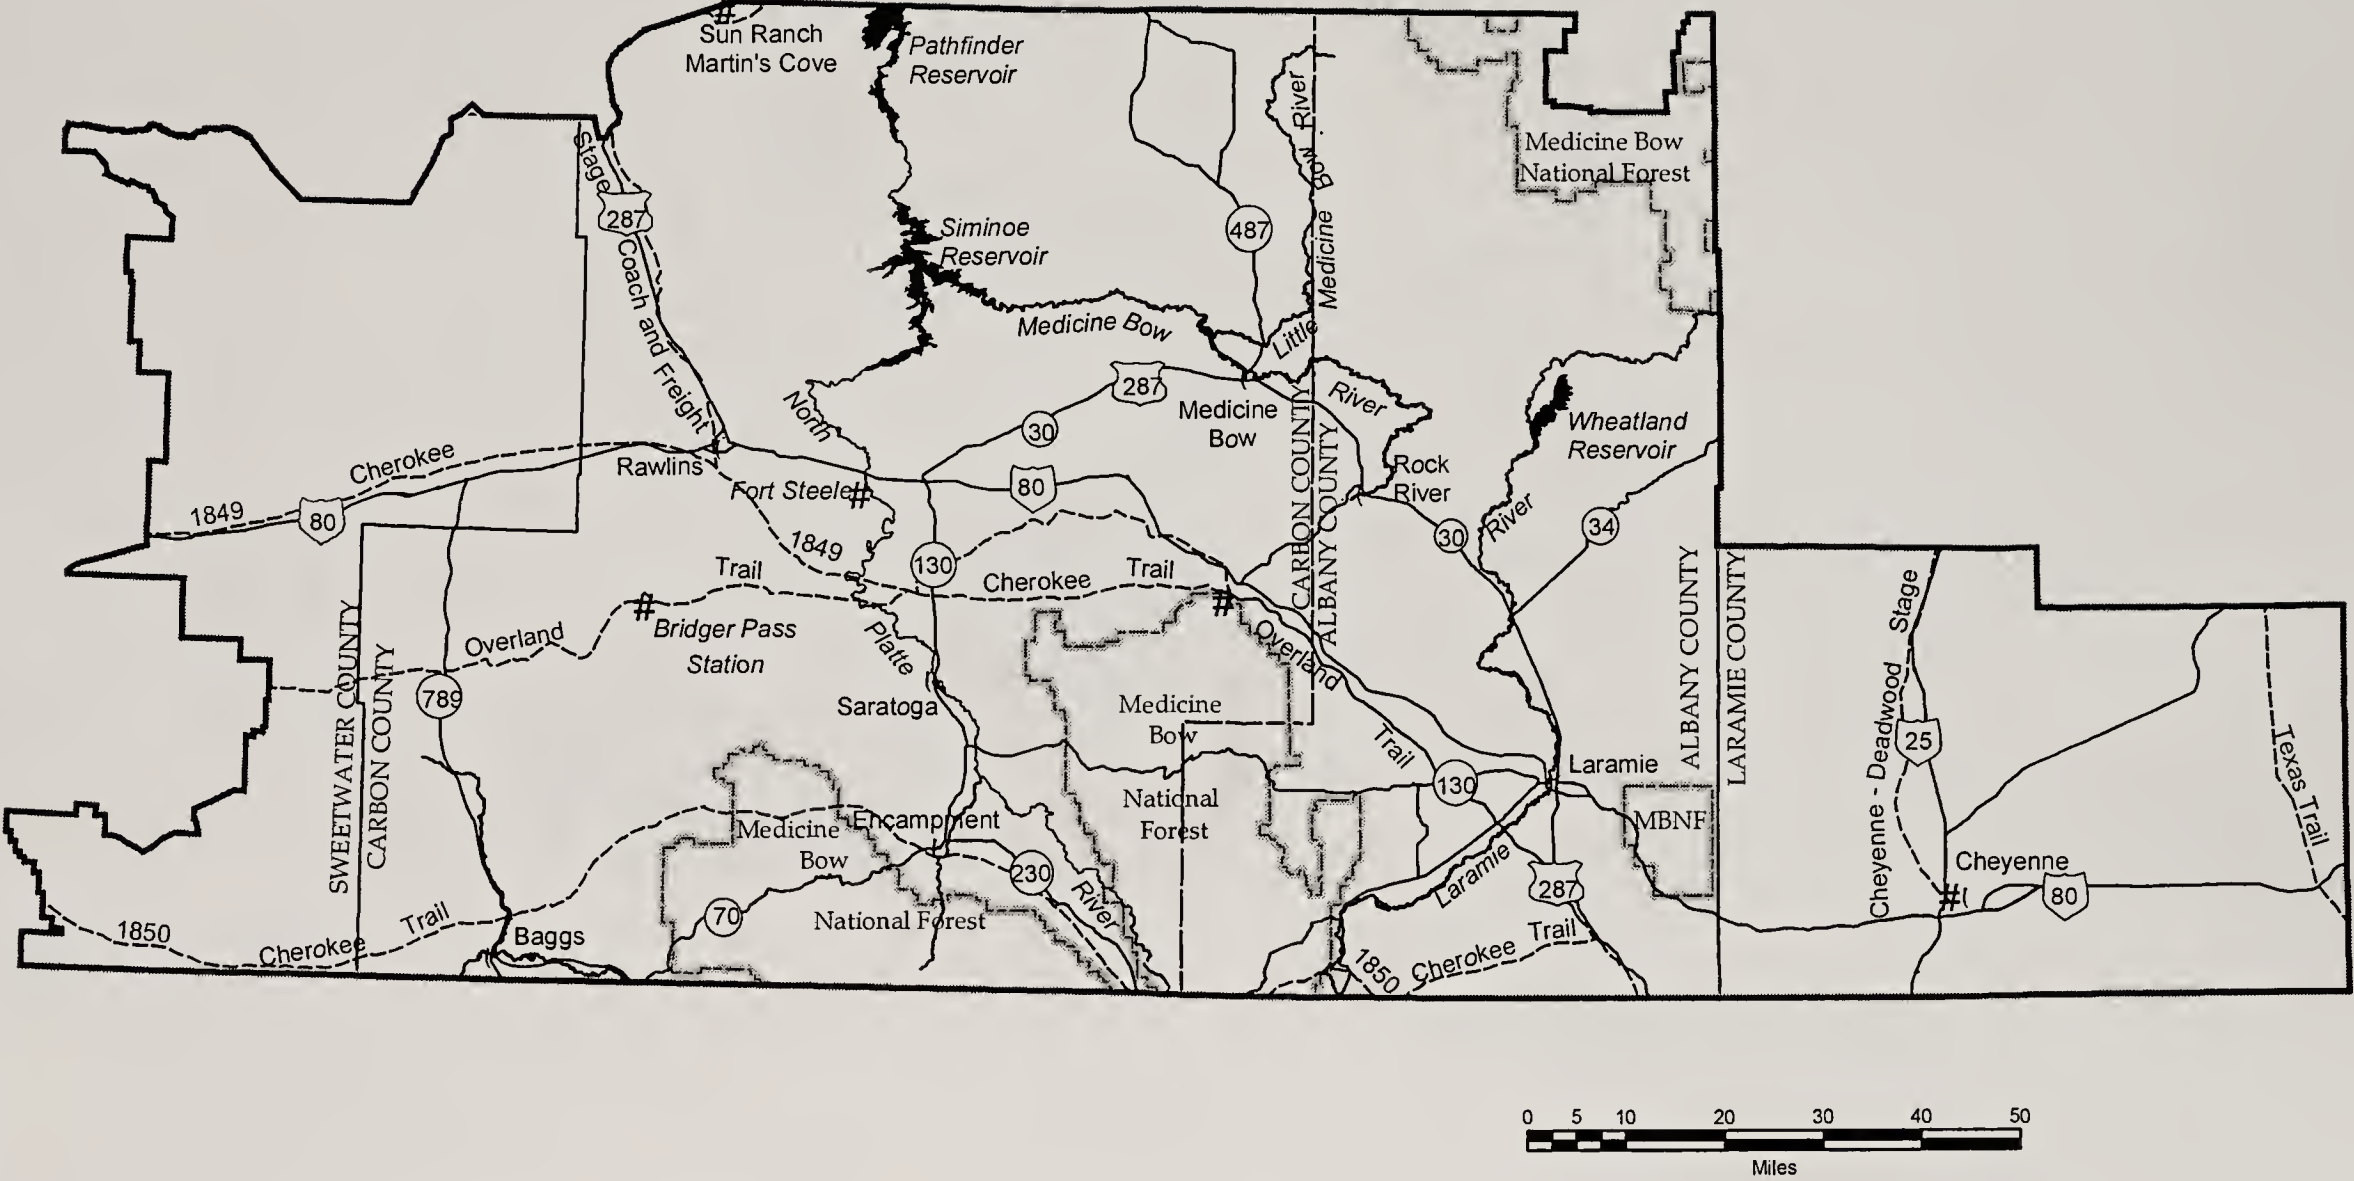 Sun Ranch
Martin's Cove
Pathfinder
Reservoir
River
Bow
Medicine
Little
Medicine Bow
National Forest
Stage
287
Coach and Freight
Siminoe
Reservoir
487
Medicine Bow
287
River
North
30
Medicine
Bow
CARBON COUNTY
ALBANY COUNTY
Wheatland
Reservoir
Cherokee
Rawlins
1849
80
Fort Steele
80
Rock
River
30
River
34
1849
130
Trail
Cherokee
Trail
Overland
Bridger Pass
Station
Platte
Overland
Trail
SWEETWATER COUNTY
CARBON COUNTY
789
Saratoga
Medicine
Bow
National
Forest
ALBANY COUNTY
LARAMIE COUNTY
Cheyenne - Deadwood
Stage
25
Texas Trail
130
Laramie
MBNF
Medicine
Bow
National Forest
Encampment
230
River
70
Laramie
287
Cheyenne
80
1850
Cherokee
Trail
Baggs
1850
Cherokee
Trail
0 5 10 20 30 40 50
Miles